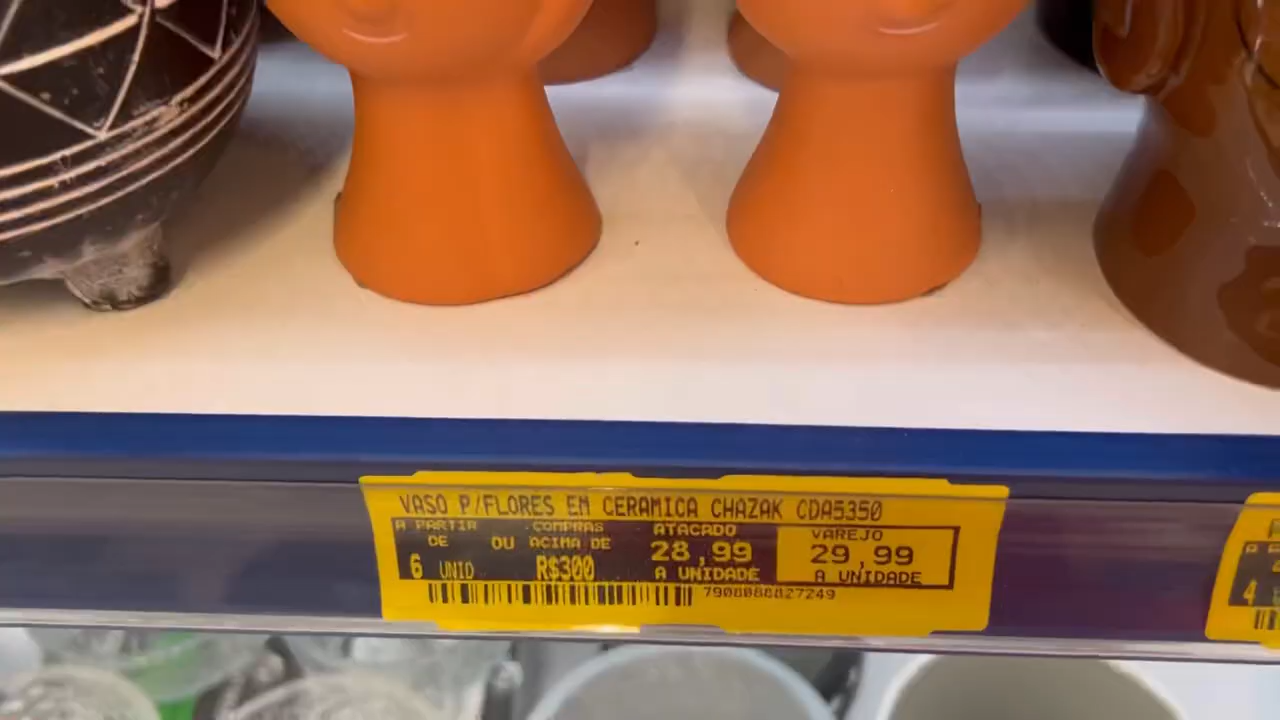 VASO P/FLORES EM CERAMICA CHAZAK CDA5350
A PARTIR DE 6 UNID
OU
COMPRAS ACIMA DE R$300
ATACADO 28,99 A UNIDADE
VAREJO 29,99 A UNIDADE
7908088827249
4